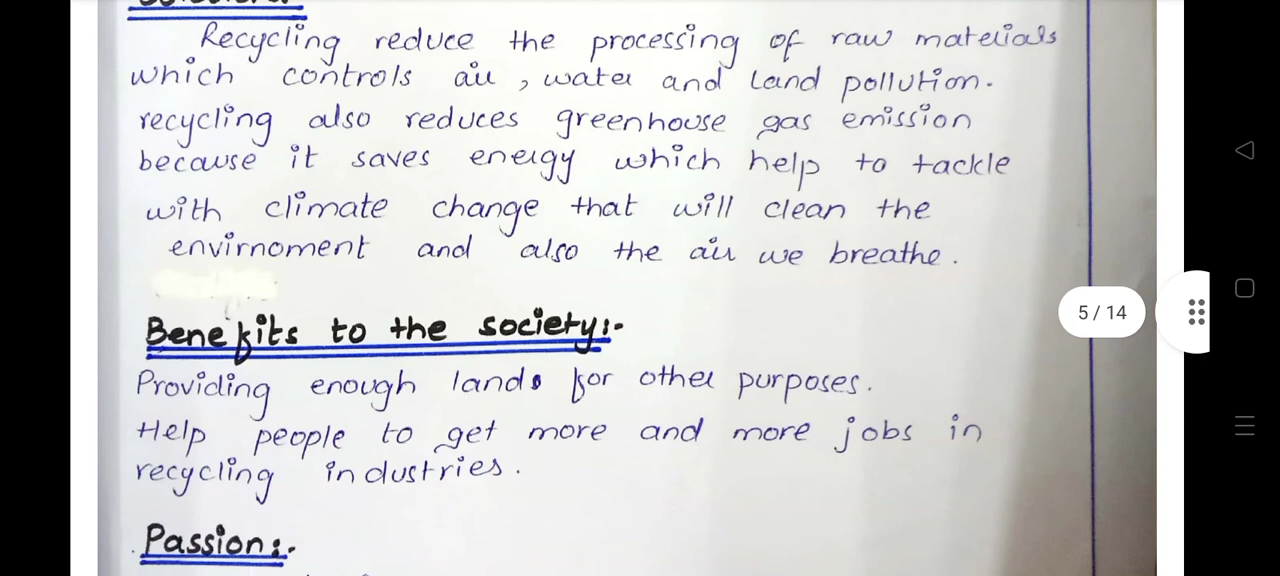 Recycling reduce the processing of raw materials
which controls air , water and land pollution.
recycling also reduces greenhouse gas emission
because it saves energy which help to tackle
with climate change that will clean the
envirnoment and also the air we breathe.
Benefits to the society:-
Providing enough lands for other purposes.
Help people to get more and more jobs in
recycling industries.
Passion:-
5 / 14